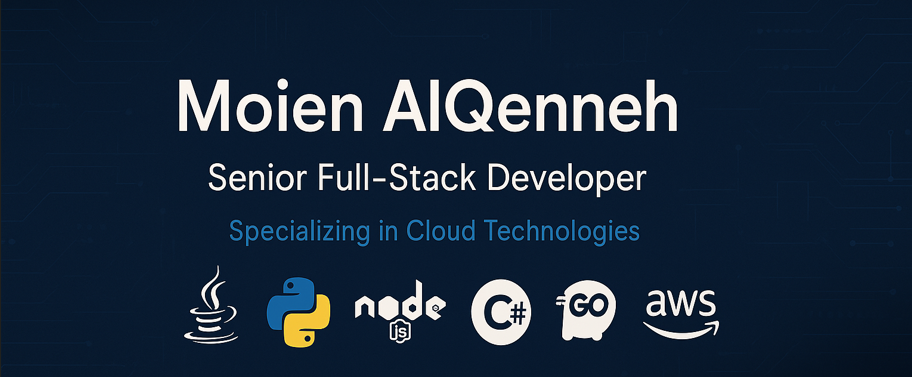 Moien AlQenneh
Senior Full-Stack Developer
Specializing in Cloud Technologies
node JS C# GO aws